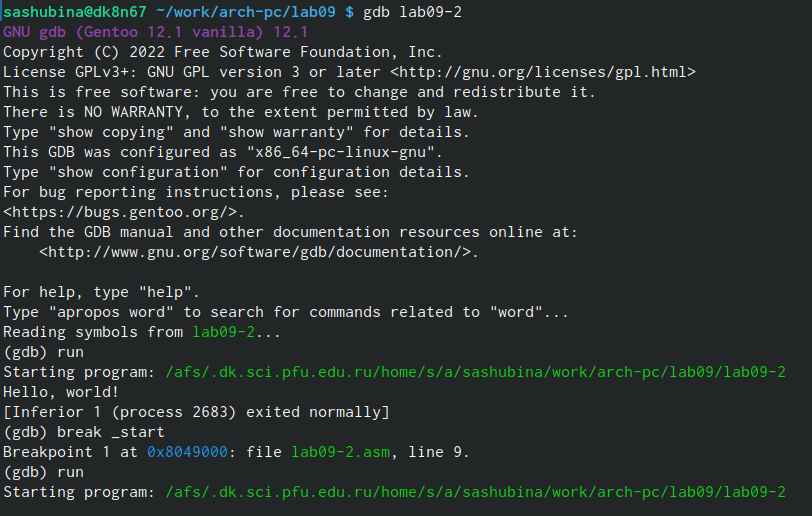 sashubina@dk8n67 ~/work/arch-pc/lab09 $ gdb lab09-2
GNU gdb (Gentoo 12.1 vanilla) 12.1
Copyright (C) 2022 Free Software Foundation, Inc.
License GPLv3+: GNU GPL version 3 or later <http://gnu.org/licenses/gpl.html>
This is free software: you are free to change and redistribute it.
There is NO WARRANTY, to the extent permitted by law.
Type "show copying" and "show warranty" for details.
This GDB was configured as "x86_64-pc-linux-gnu".
Type "show configuration" for configuration details.
For bug reporting instructions, please see:
<https://bugs.gentoo.org/>.
Find the GDB manual and other documentation resources online at:
    <http://www.gnu.org/software/gdb/documentation/>.

For help, type "help".
Type "apropos word" to search for commands related to "word"...
Reading symbols from lab09-2...
(gdb) run
Starting program: /afs/.dk.sci.pfu.edu.ru/home/s/a/sashubina/work/arch-pc/lab09/lab09-2
Hello, world!
[Inferior 1 (process 2683) exited normally]
(gdb) break _start
Breakpoint 1 at 0x8049000: file lab09-2.asm, line 9.
(gdb) run
Starting program: /afs/.dk.sci.pfu.edu.ru/home/s/a/sashubina/work/arch-pc/lab09/lab09-2